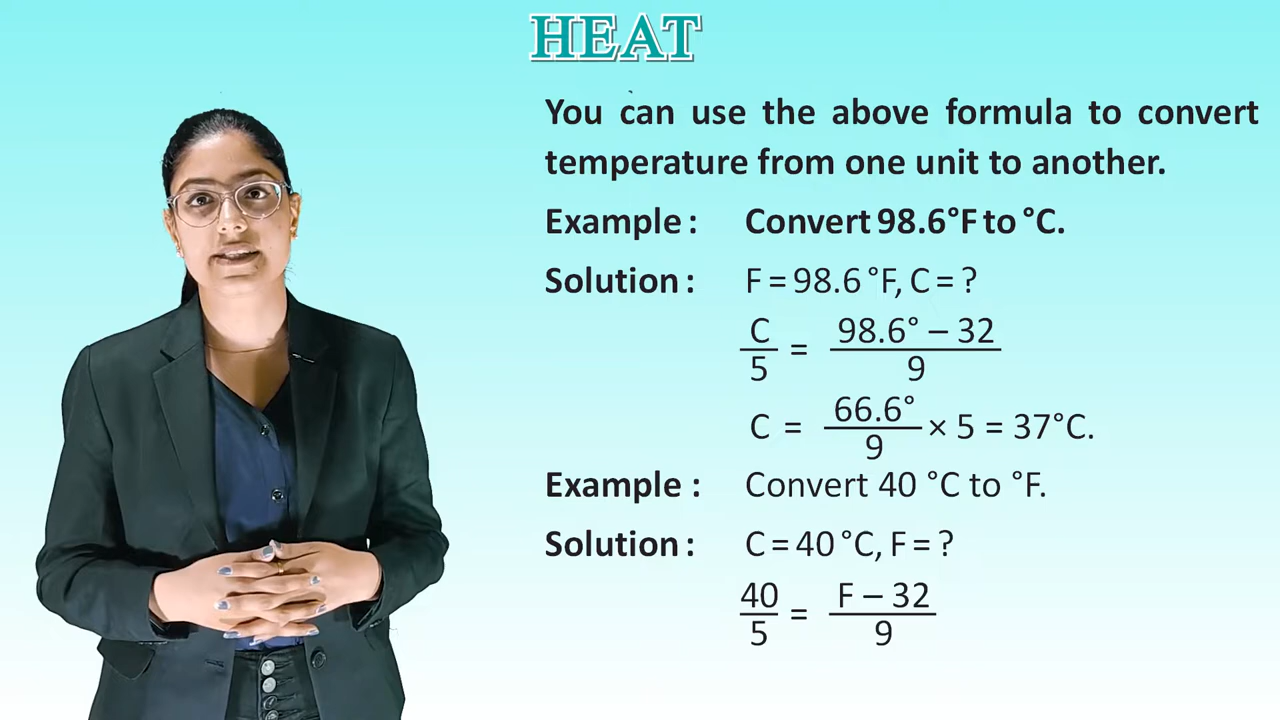 HEAT
You can use the above formula to convert
temperature from one unit to another.
Example : Convert 98.6°F to °C.
Solution : F = 98.6 °F, C = ?
C/5 = 98.6° – 32/9
C = 66.6°/9 × 5 = 37°C.
Example : Convert 40 °C to °F.
Solution : C = 40 °C, F = ?
40/5 = F – 32/9